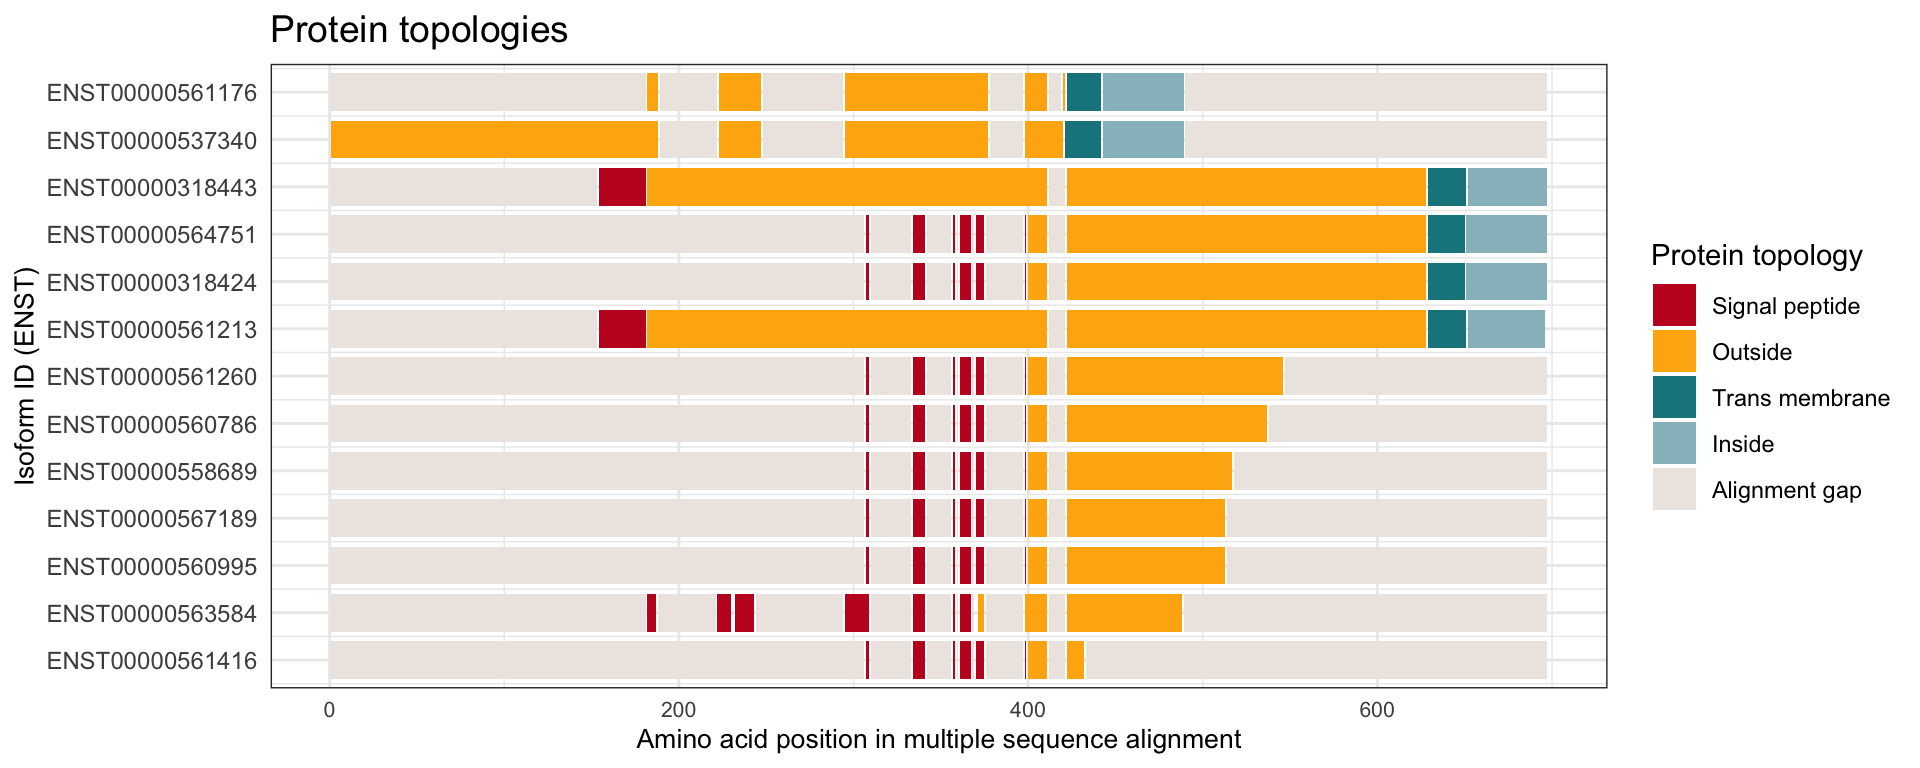 Protein topologies
Isoform ID (ENST)
ENST00000561176
ENST00000537340
ENST00000318443
ENST00000564751
ENST00000318424
ENST00000561213
ENST00000561260
ENST00000560786
ENST00000558689
ENST00000567189
ENST00000560995
ENST00000563584
ENST00000561416
0 200 400 600
Amino acid position in multiple sequence alignment
Protein topology
Signal peptide
Outside
Trans membrane
Inside
Alignment gap